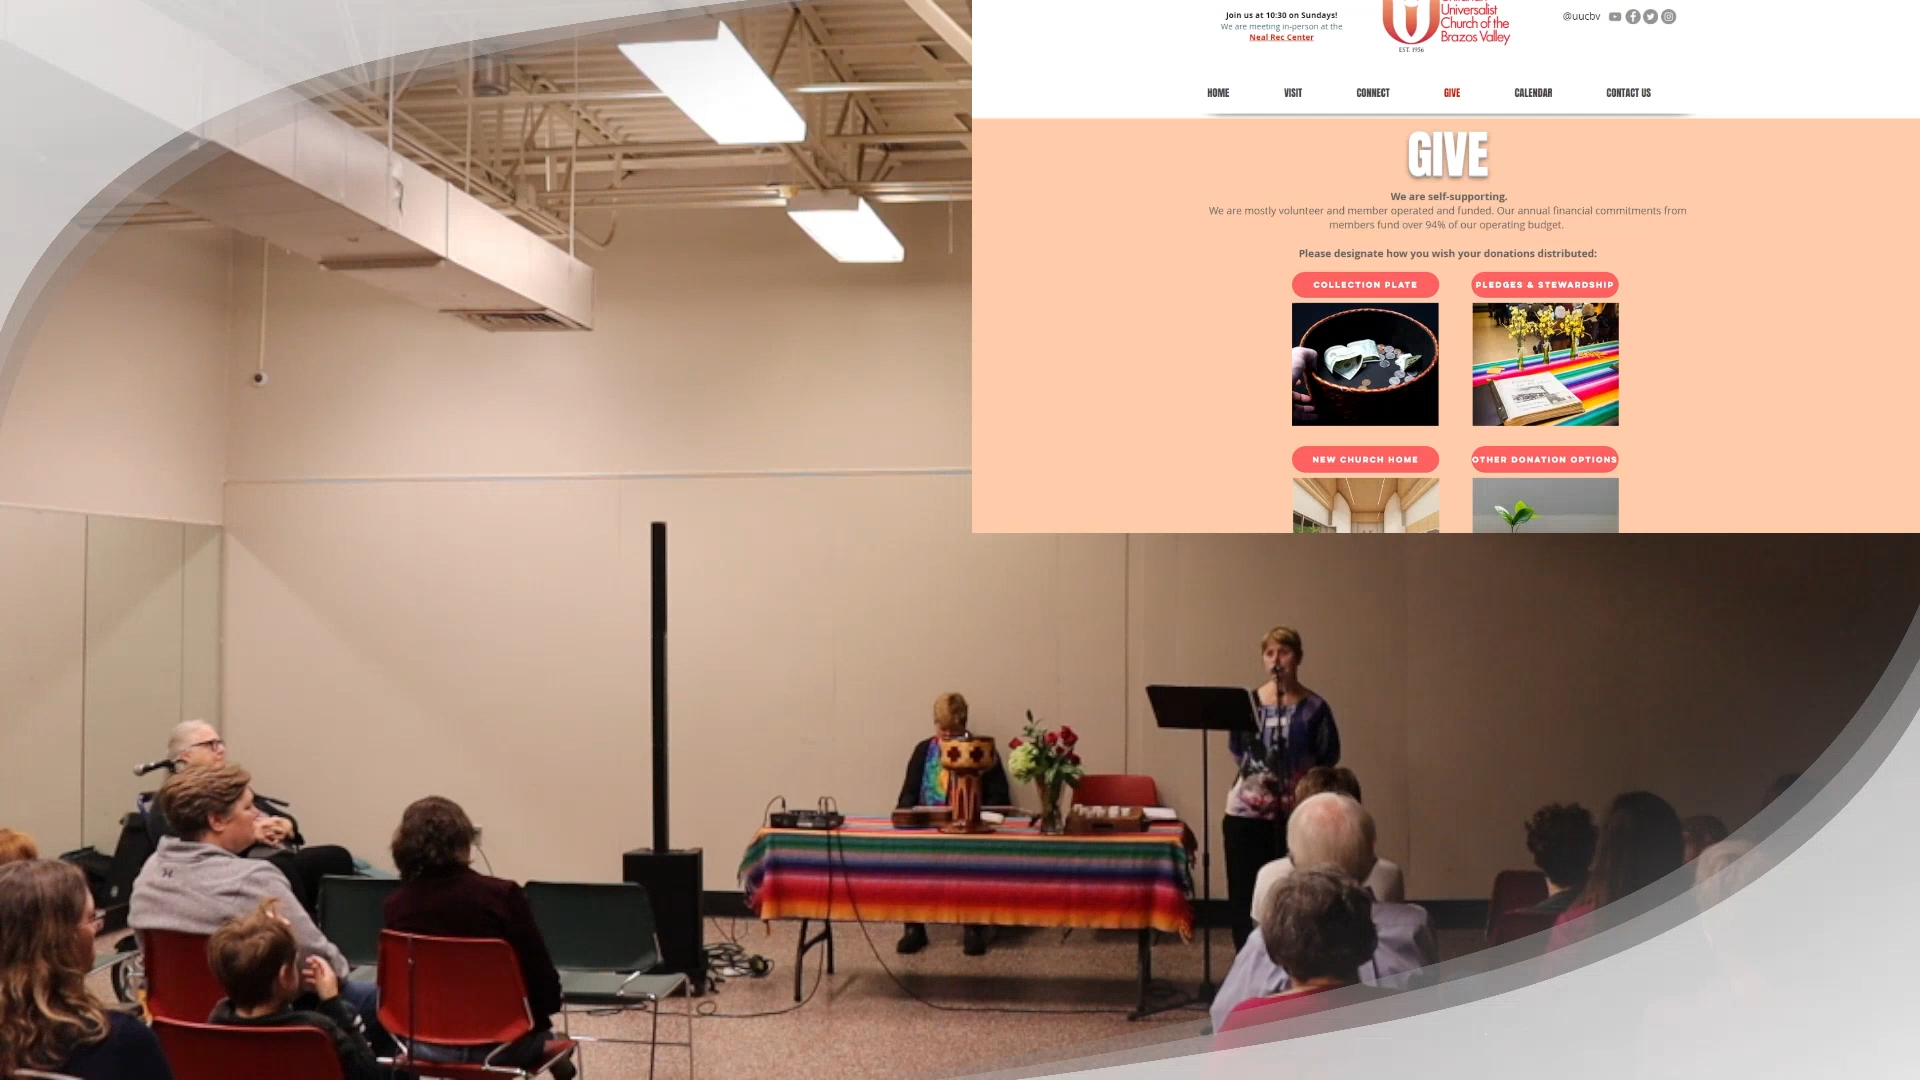 Join us at 10:30 on Sundays!
We are meeting in-person at the
Neal Rec Center
Universalist
Church of the
Brazos Valley
EST. 1956
@uucbv
HOME
VISIT
CONNECT
GIVE
CALENDAR
CONTACT US
GIVE
We are self-supporting.
We are mostly volunteer and member operated and funded. Our annual financial commitments from
members fund over 94% of our operating budget.
Please designate how you wish your donations distributed:
COLLECTION PLATE
PLEDGES & STEWARDSHIP
NEW CHURCH HOME
OTHER DONATION OPTIONS